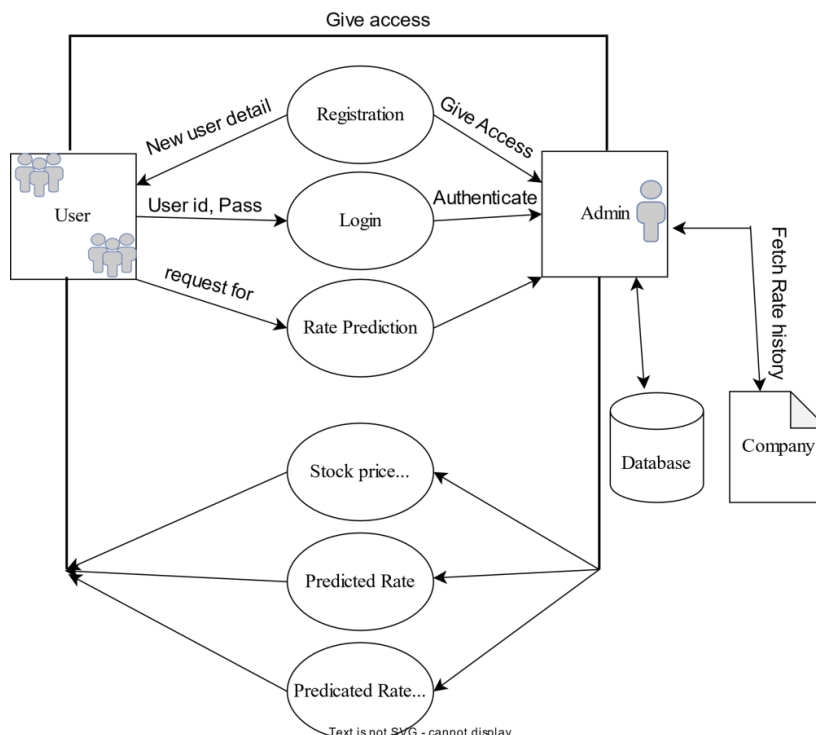 Give access
Registration
New user detail
Give Access
User
User id, Pass
Login
Authenticate
Admin
request for
Rate Prediction
Fetch Rate history
Stock price...
Database
Company
Predicted Rate
Predicated Rate...
Text is not SVG - cannot display